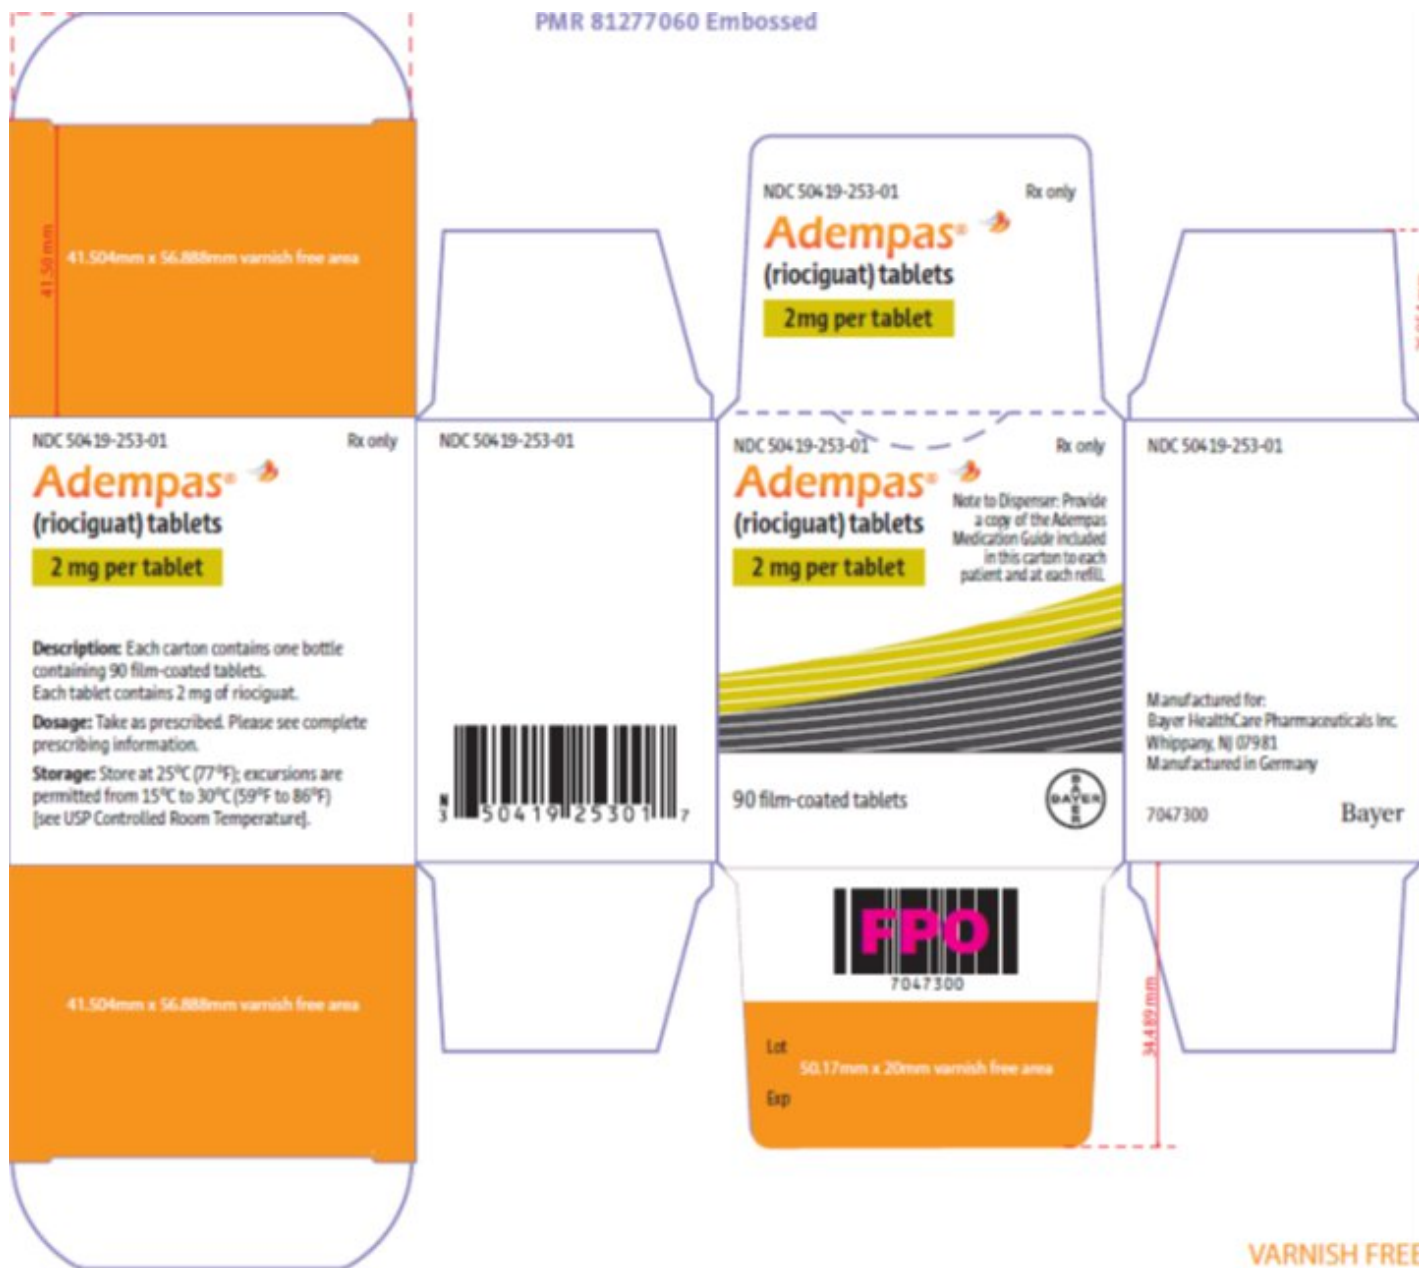 PMR 81277060 Embossed
41.50 mm
41.504mm x 56.888mm varnish free area
NDC 50419-253-01
Rx only
Adempas®
(riociguat) tablets
2mg per tablet
NDC 50419-253-01
Rx only
Adempas®
(riociguat) tablets
2 mg per tablet
Description: Each carton contains one bottle
containing 90 film-coated tablets.
Each tablet contains 2 mg of riociguat.
Dosage: Take as prescribed. Please see complete
prescribing information.
Storage: Store at 25°C (77°F); excursions are
permitted from 15°C to 30°C (59°F to 86°F)
[see USP Controlled Room Temperature].
NDC 50419-253-01
N
3 50419 25301 7
NDC 50419-253-01
Rx only
Adempas®
(riociguat) tablets
2 mg per tablet
Note to Dispenser: Provide
a copy of the Adempas
Medication Guide included
in this carton to each
patient and at each refill.
90 film-coated tablets
BAYER
BAYER
NDC 50419-253-01
Manufactured for:
Bayer HealthCare Pharmaceuticals Inc.
Whippany, NJ 07981
Manufactured in Germany
7047300
Bayer
41.504mm x 56.888mm varnish free area
FPO
7047300
Lot
50.17mm x 20mm varnish free area
Exp
34.489 mm
VARNISH FREE